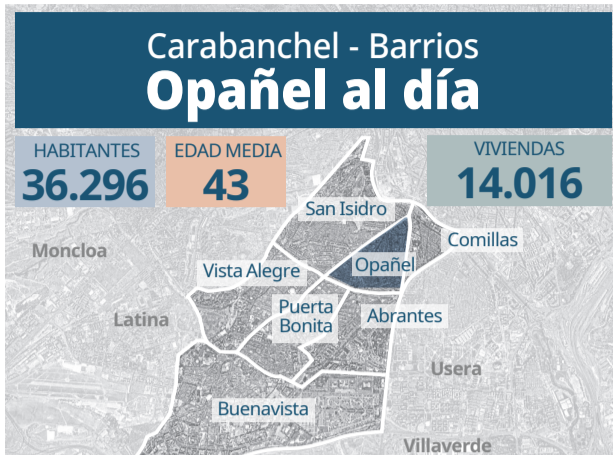 Carabanchel - Barrios
Opañel al día
HABITANTES
36.296
EDAD MEDIA
43
VIVIENDAS
14.016
San Isidro
Comillas
Moncloa
Opañel
Vista Alegre
Puerta
Bonita
Abrantes
Latina
Usera
Buenavista
Villaverde